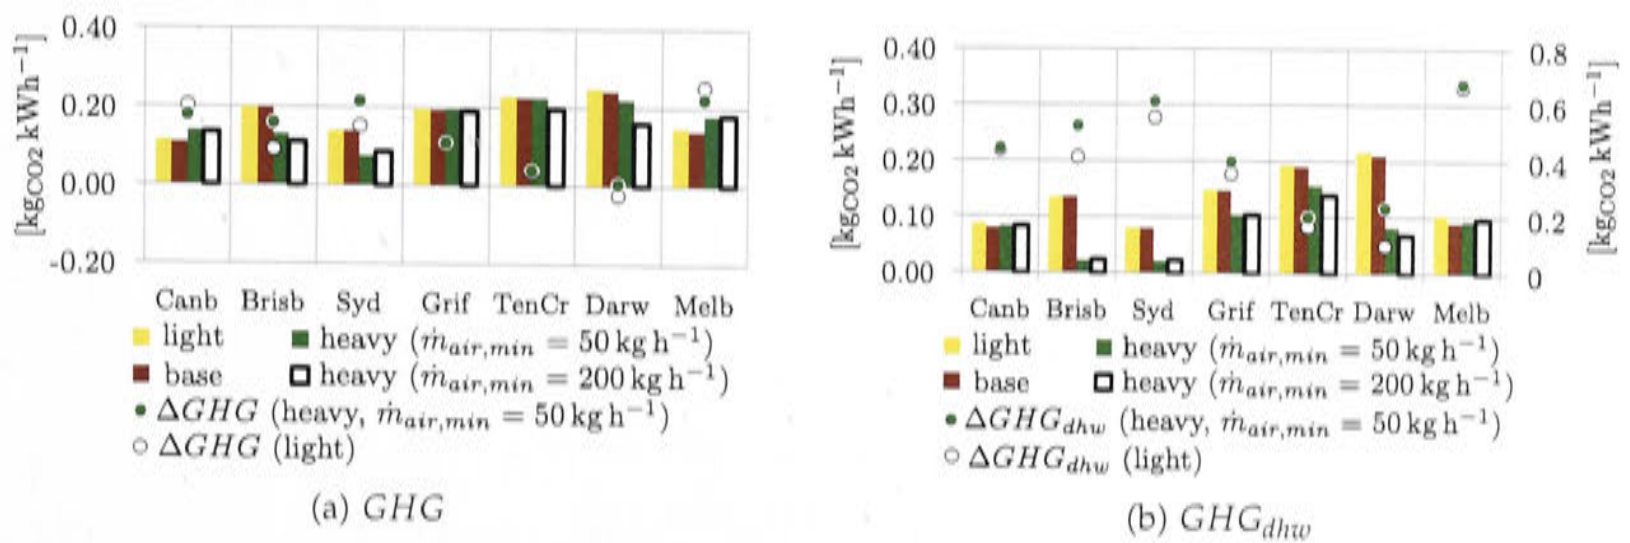 [kgCO2 kWh−1]
0.40
0.20
0.00
-0.20
Canb Brisb Syd Grif TenCr Darw Melb
light heavy (ṁair,min = 50 kg h−1)
base heavy (ṁair,min = 200 kg h−1)
ΔGHG (heavy, ṁair,min = 50 kg h−1)
ΔGHG (light)
(a) GHG
[kgCO2 kWh−1]
0.40
0.30
0.20
0.10
0.00
0.8
0.6
0.4
0.2
0
[kgCO2 kWh−1]
Canb Brisb Syd Grif TenCr Darw Melb
light heavy (ṁair,min = 50 kg h−1)
base heavy (ṁair,min = 200 kg h−1)
ΔGHGdhw (heavy, ṁair,min = 50 kg h−1)
ΔGHGdhw (light)
(b) GHGdhw